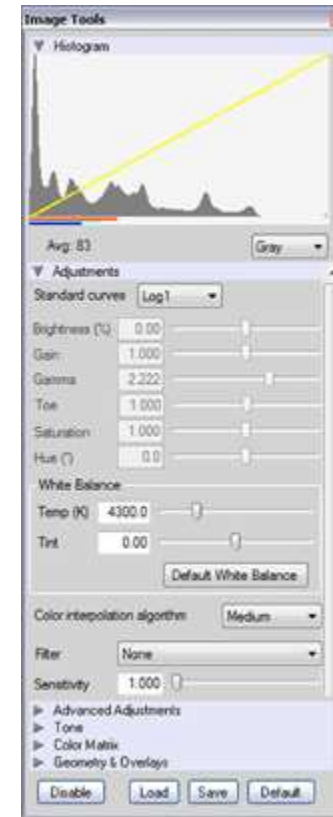 Image Tools
Histogram
Avg: 83 Gray
Adjustments
Standard curves Log1
Brightness (%) 0.00
Gain: 1.000
Gamma 2.222
Toe 1.000
Saturation 1.000
Hue (°) 0.0
White Balance
Temp (K) 4300.0
Tint 0.00
Default White Balance
Color interpolation algorithm Medium
Filter None
Sensitivity 1.000
Advanced Adjustments
Tone
Color Matrix
Geometry & Overlays
Disable Load Save Default